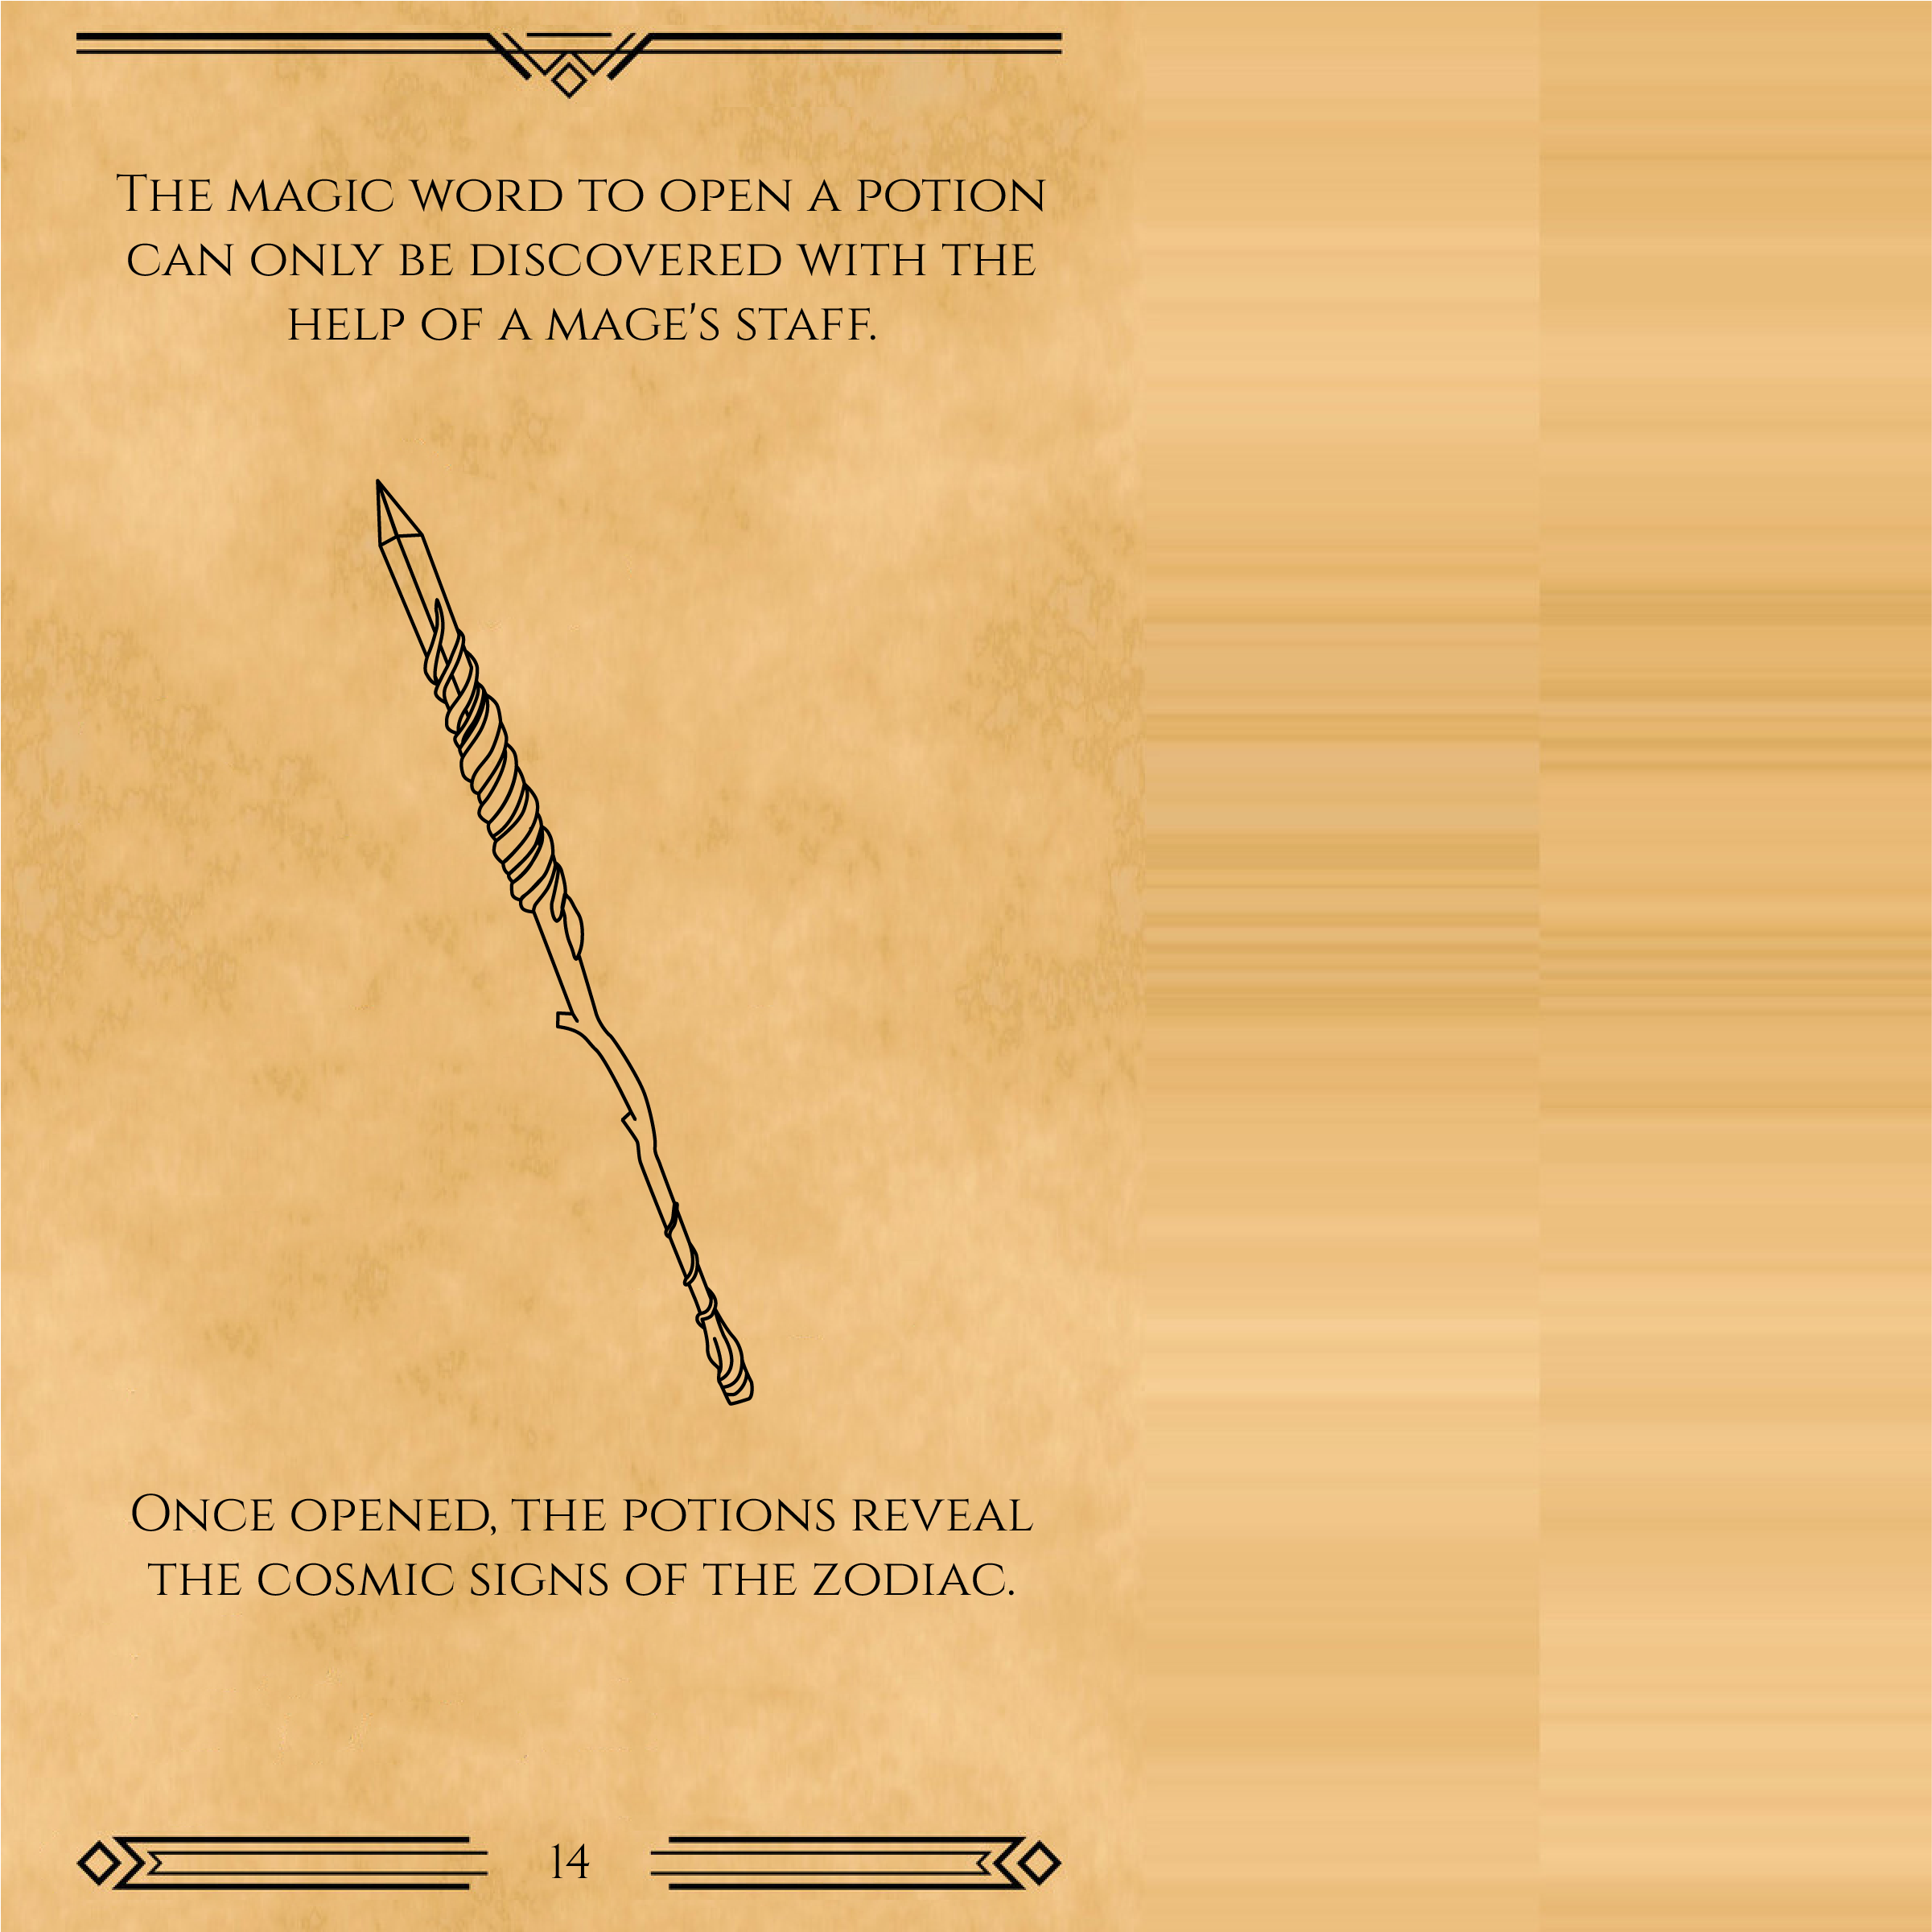 The magic word to open a potion
can only be discovered with the
help of a mage's staff.
Once opened, the potions reveal
the cosmic signs of the zodiac.
14